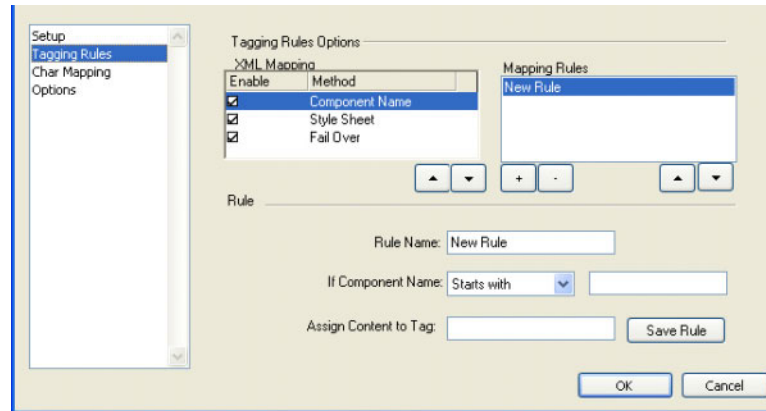 Setup
Tagging Rules
Char Mapping
Options
Tagging Rules Options
XML Mapping
Enable Method
Component Name
Style Sheet
Fail Over
Mapping Rules
New Rule
+ -
Rule
Rule Name: New Rule
If Component Name: Starts with
Assign Content to Tag:
Save Rule
OK Cancel